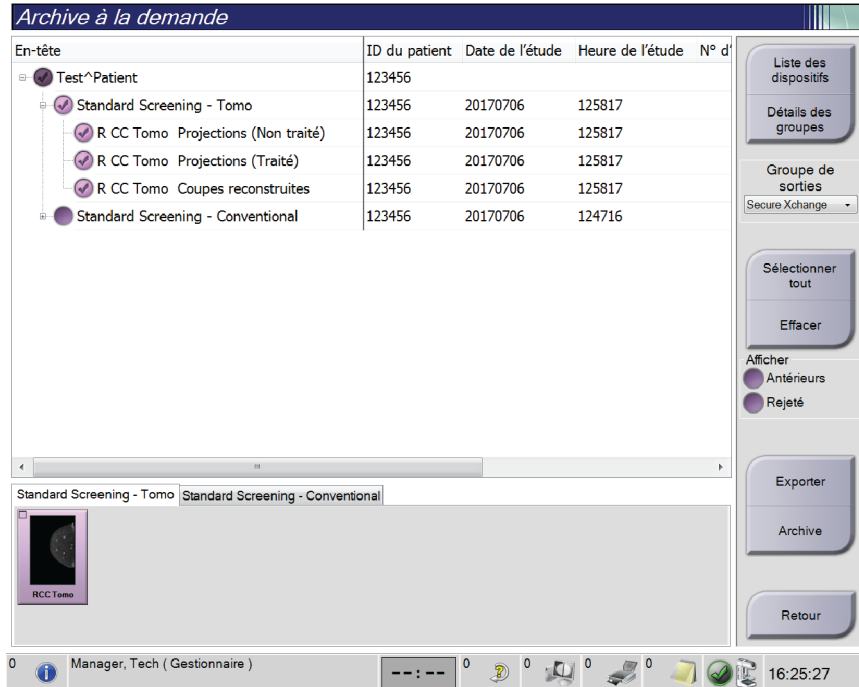 Archive à la demande
En-tête ID du patient Date de l'étude Heure de l'étude N° d'
Test^Patient 123456
Standard Screening - Tomo 123456 20170706 125817
R CC Tomo Projections (Non traité) 123456 20170706 125817
R CC Tomo Projections (Traité) 123456 20170706 125817
R CC Tomo Coupes reconstruites 123456 20170706 125817
Standard Screening - Conventional 123456 20170706 124716
Liste des
dispositifs
Détails des
groupes
Groupe de
sorties
Secure Xchange
Sélectionner
tout
Effacer
Afficher
Antérieurs
Rejeté
Exporter
Archive
Retour
Standard Screening - Tomo Standard Screening - Conventional
RCC Tomo
0 Manager, Tech ( Gestionnaire ) --:-- 0 0 0 0 16:25:27